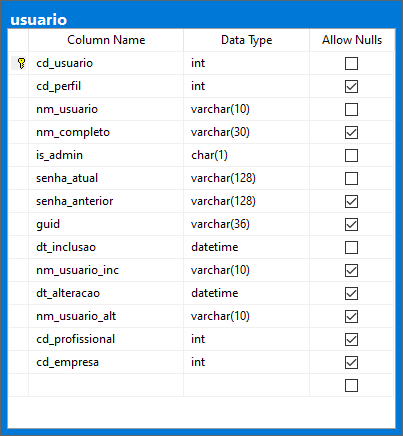 usuario
Column Name Data Type Allow Nulls
cd_usuario int
cd_perfil int
nm_usuario varchar(10)
nm_completo varchar(30)
is_admin char(1)
senha_atual varchar(128)
senha_anterior varchar(128)
guid varchar(36)
dt_inclusao datetime
nm_usuario_inc varchar(10)
dt_alteracao datetime
nm_usuario_alt varchar(10)
cd_profissional int
cd_empresa int